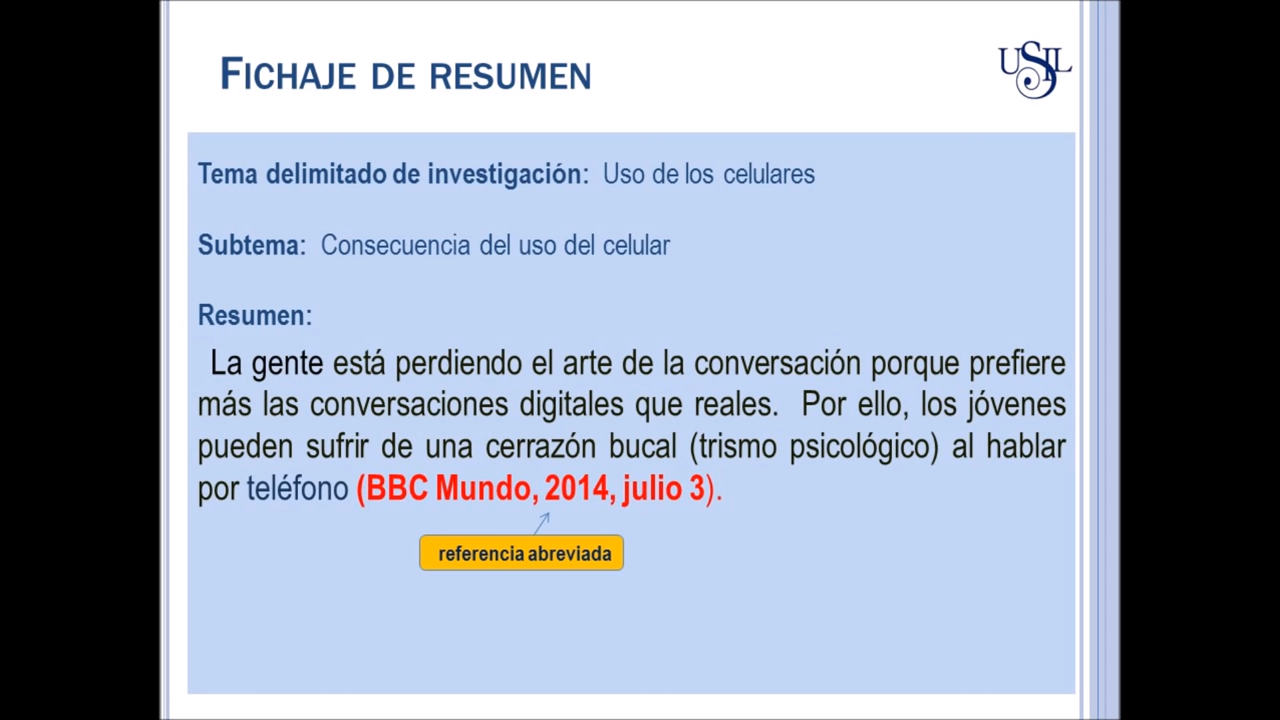 FICHAJE DE RESUMEN
USIL
Tema delimitado de investigación: Uso de los celulares
Subtema: Consecuencia del uso del celular
Resumen:
La gente está perdiendo el arte de la conversación porque prefiere
más las conversaciones digitales que reales. Por ello, los jóvenes
pueden sufrir de una cerrazón bucal (trismo psicológico) al hablar
por teléfono (BBC Mundo, 2014, julio 3).
referencia abreviada